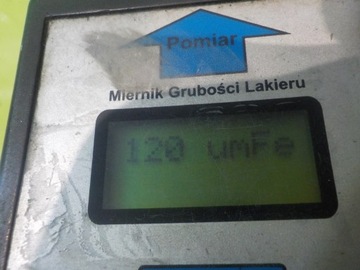 Pomiar
Miernik Grubości Lakieru
120 umFe